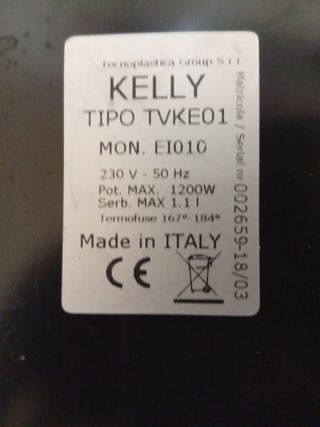 Tecnoplastica Group S.r.l
KELLY
TIPO TVKE01
MON. EI010
230 V - 50 Hz
Pot. MAX. 1200W
Serb. MAX 1.1 l
Termofuse 167°-184°
Made in ITALY
CE
Matricola / Serial nr 002659-18/03